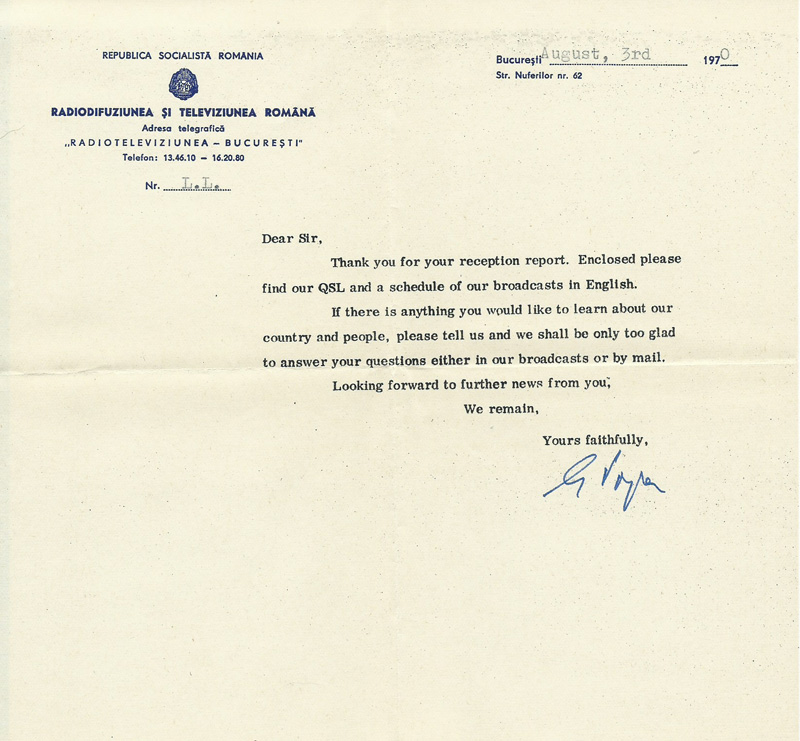 REPUBLICA SOCIALISTĂ ROMÂNIA
RADIODIFUZIUNEA ȘI TELEVIZIUNEA ROMÂNĂ
Adresa telegrafică
„RADIOTELEVIZIUNEA – BUCUREȘTI"
Telefon: 13.46.10 – 16.20.80
Nr. L.L.
București August, 3rd 1970
Str. Nuferilor nr. 62
Dear Sir,
Thank you for your reception report. Enclosed please
find our QSL and a schedule of our broadcasts in English.
If there is anything you would like to learn about our
country and people, please tell us and we shall be only too glad
to answer your questions either in our broadcasts or by mail.
Looking forward to further news from you,
We remain,
Yours faithfully,